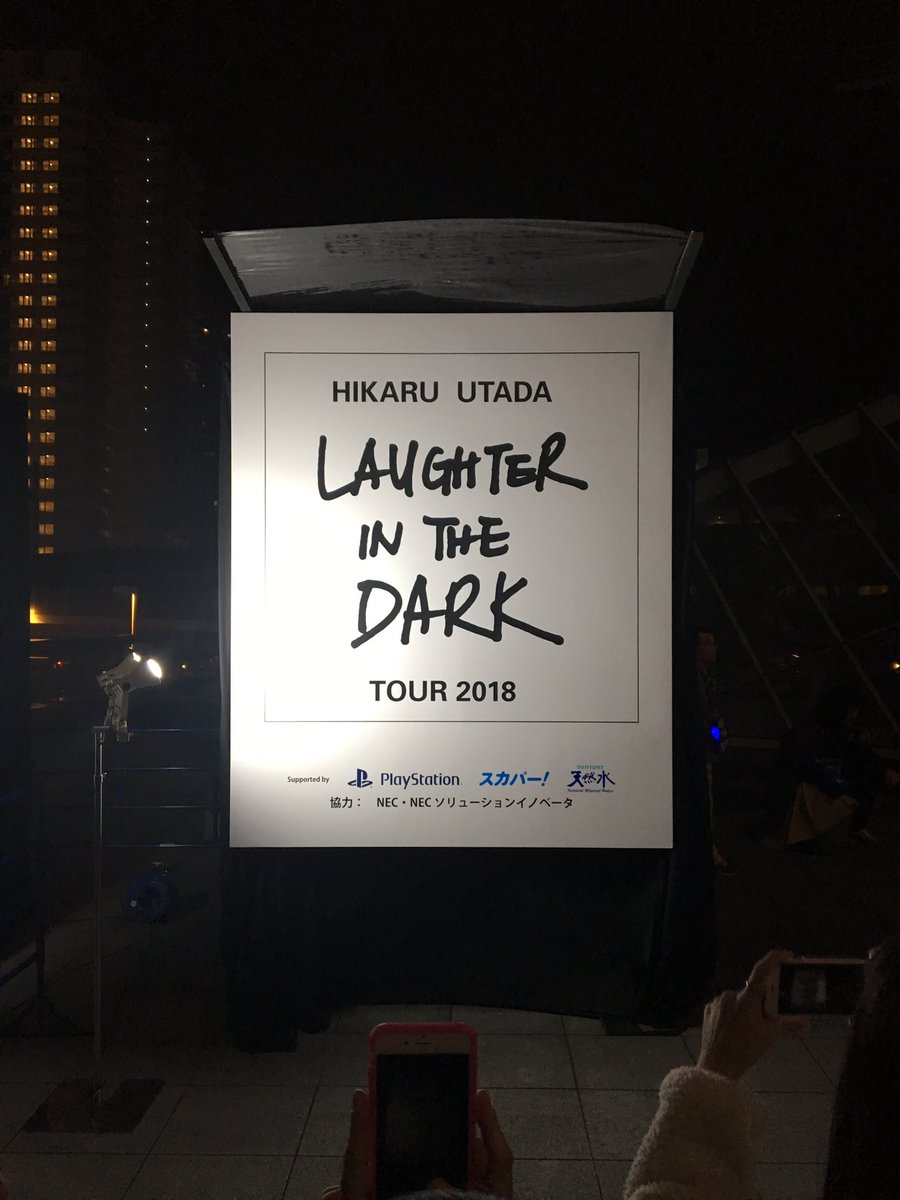 HIKARU UTADA
LAUGHTER
IN THE
DARK
TOUR 2018
Supported by PlayStation スカパー! SUNTORY 天然水 Natural Mineral Water
協力： NEC・NECソリューションイノベータ